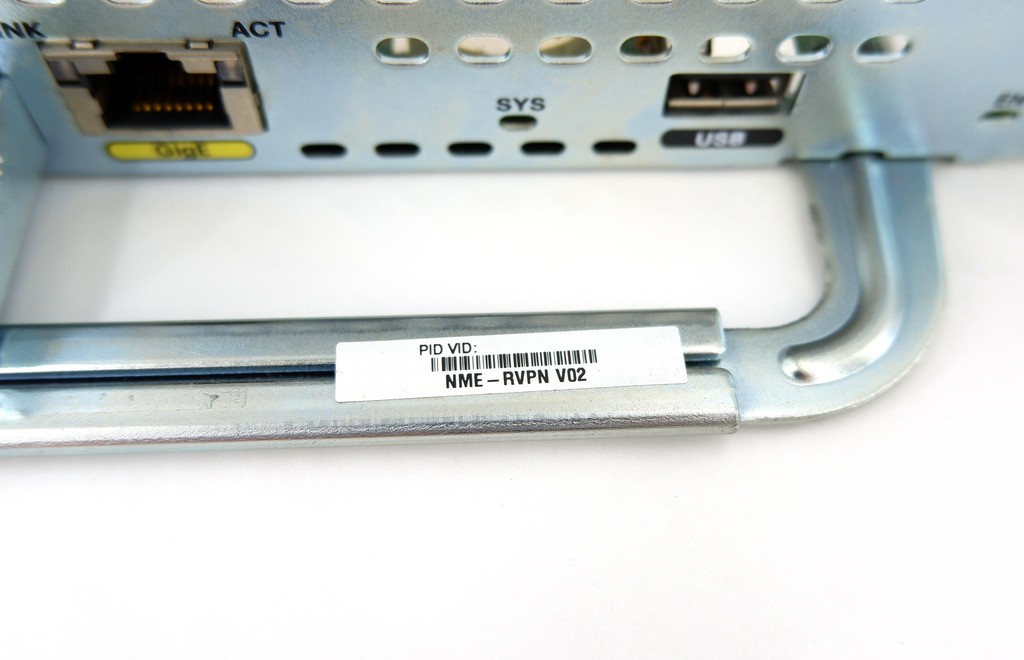 ACT
SYS
GigE
USB
PID VID:
NME-RVPN V02